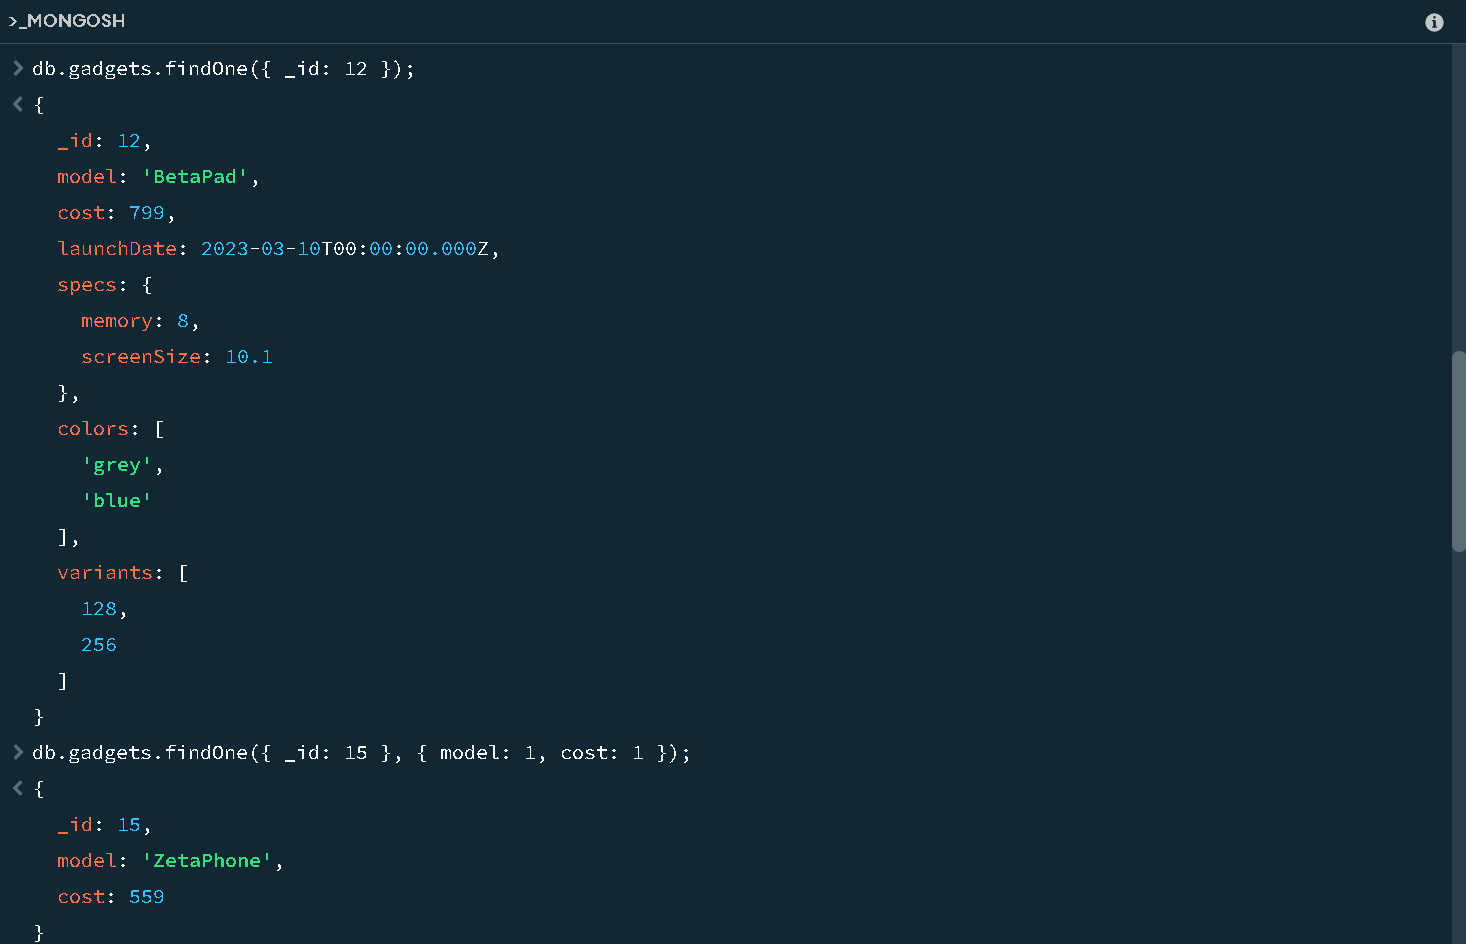 >_MONGOSH
> db.gadgets.findOne({ _id: 12 });
< {
    _id: 12,
    model: 'BetaPad',
    cost: 799,
    launchDate: 2023-03-10T00:00:00.000Z,
    specs: {
      memory: 8,
      screenSize: 10.1
    },
    colors: [
      'grey',
      'blue'
    ],
    variants: [
      128,
      256
    ]
  }
> db.gadgets.findOne({ _id: 15 }, { model: 1, cost: 1 });
< {
    _id: 15,
    model: 'ZetaPhone',
    cost: 559
  }